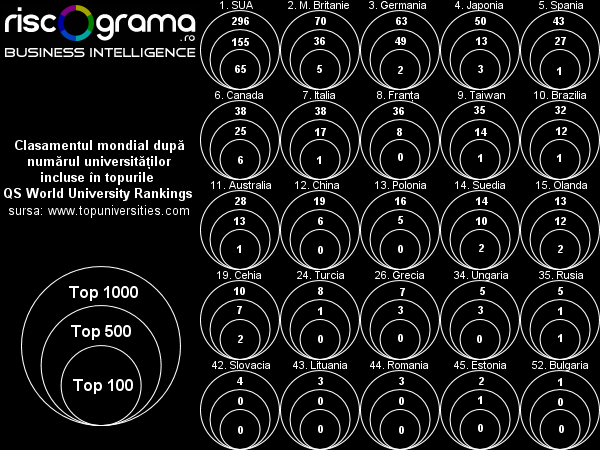 riscograma
.ro
BUSINESS INTELLIGENCE
Clasamentul mondial după
numărul universităților
incluse în topurile
QS World University Rankings
sursa: www.topuniversities.com
Top 1000
Top 500
Top 100
1. SUA
296
155
65
2. M. Britanie
70
36
5
3. Germania
63
49
2
4. Japonia
50
13
3
5. Spania
43
27
1
6. Canada
38
25
6
7. Italia
38
17
1
8. Franta
36
8
0
9. Taiwan
35
14
1
10. Brazilia
32
12
1
11. Australia
28
13
1
12. China
19
6
0
13. Polonia
16
5
0
14. Suedia
14
10
2
15. Olanda
13
12
2
19. Cehia
10
7
2
24. Turcia
8
1
0
26. Grecia
7
3
0
34. Ungaria
5
3
0
35. Rusia
5
1
1
42. Slovacia
4
0
0
43. Lituania
3
0
0
44. Romania
3
0
0
45. Estonia
2
1
0
52. Bulgaria
1
0
0